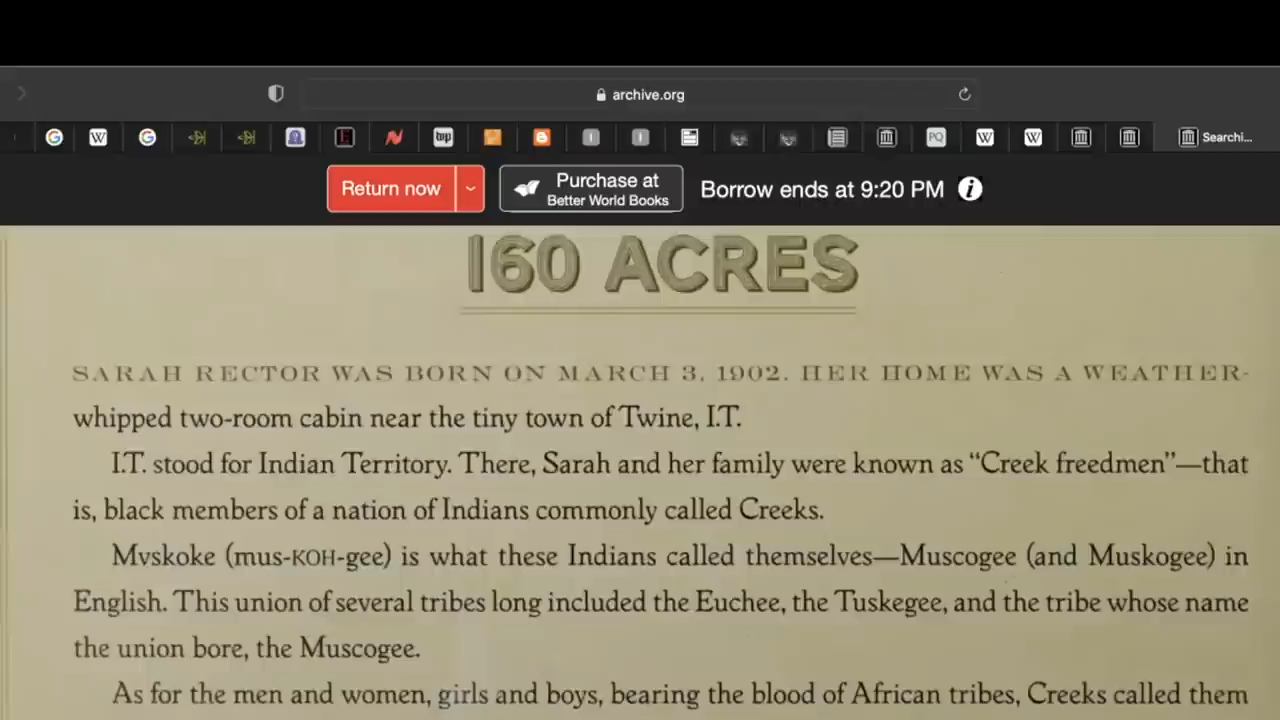 archive.org
Searchi...
Return now
Purchase at
Better World Books
Borrow ends at 9:20 PM
160 ACRES
SARAH RECTOR WAS BORN ON MARCH 3, 1902. HER HOME WAS A WEATHER-
whipped two-room cabin near the tiny town of Twine, I.T.
I.T. stood for Indian Territory. There, Sarah and her family were known as “Creek freedmen”—that
is, black members of a nation of Indians commonly called Creeks.
Mvskoke (mus-KOH-gee) is what these Indians called themselves—Muscogee (and Muskogee) in
English. This union of several tribes long included the Euchee, the Tuskegee, and the tribe whose name
the union bore, the Muscogee.
As for the men and women, girls and boys, bearing the blood of African tribes, Creeks called them